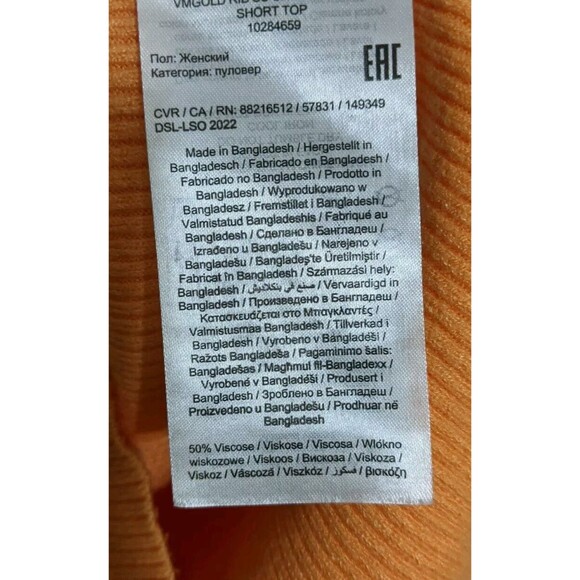 SHORT TOP
10284659
Пол: Женский
Категория: пуловер
EAC
CVR / CA / RN: 88216512 / 57831 / 149349
DSL-LSO 2022
Made in Bangladesh / Hergestellt in
Bangladesch / Fabricado en Bangladesh /
Fabricado no Bangladesh / Prodotto in
Bangladesh / Wyprodukowano w
Bangladesz / Fremstillet i Bangladesh /
Valmistatud Bangladeshis / Fabriqué au
Bangladesh / Сделано в Бангладеш /
Izrađeno u Bangladešu / Narejeno v
Bangladešu / Bangladeş'te Üretilmiştir /
Fabricat în Bangladesh / Származási hely:
Bangladesh / صنع في بنكلاديش / Vervaardigd in
Bangladesh / Произведено в Бангладеш /
Κατασκευάζεται στο Μπαγκλαντές /
Valmistusmaa Bangladesh / Tillverkad i
Bangladesh / Vyrobeno v Bangladéši /
Ražots Bangladeša / Pagaminimo šalis:
Bangladešas / Magħmul fil-Bangladexx /
Vyrobené v Bangladéši / Produsert i
Bangladesh / Зроблено в Бангладеш /
Proizvedeno u Bangladešu / Prodhuar në
Bangladesh
50% Viscose / Viskose / Viscosa / Włókno
wiskozowe / Viskoos / Вискоза / Viskoza /
Viskoz / Vâscoză / Viszkóz / فسكوز / βισκόζη